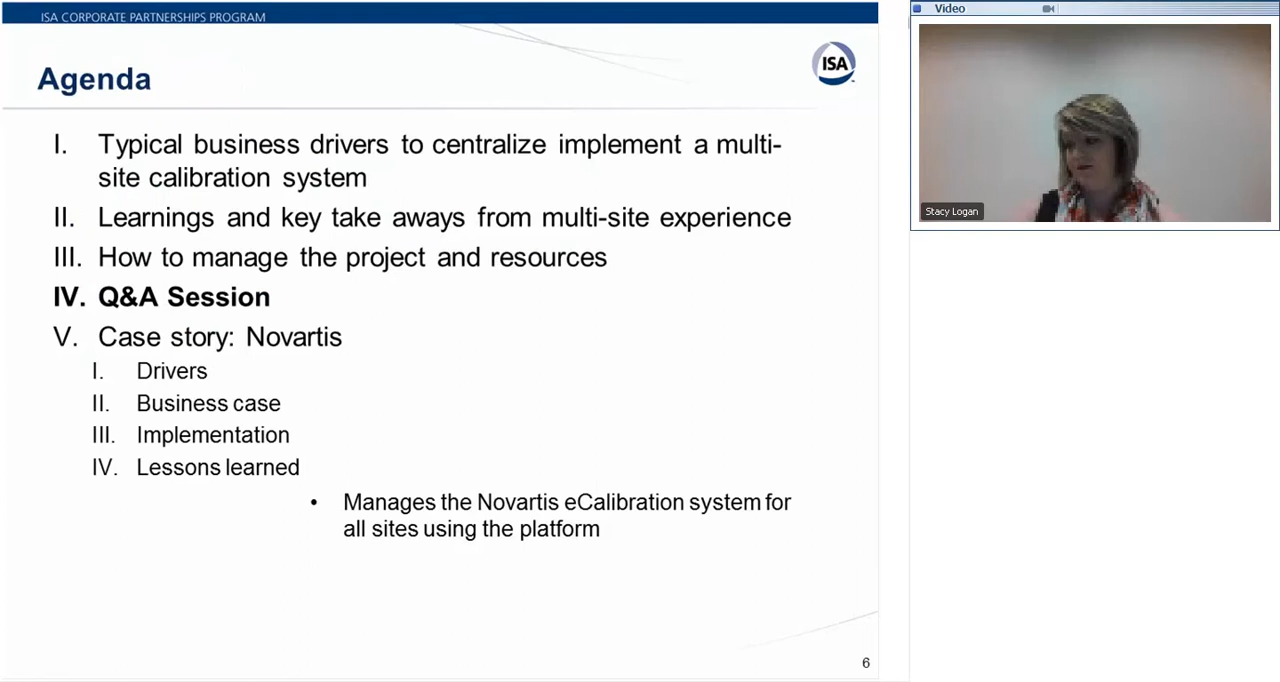 ISA CORPORATE PARTNERSHIPS PROGRAM
Agenda
ISA
I. Typical business drivers to centralize implement a multi-
site calibration system
II. Learnings and key take aways from multi-site experience
III. How to manage the project and resources
IV. Q&A Session
V. Case story: Novartis
I. Drivers
II. Business case
III. Implementation
IV. Lessons learned
• Manages the Novartis eCalibration system for
all sites using the platform
6
Video
Stacy Logan